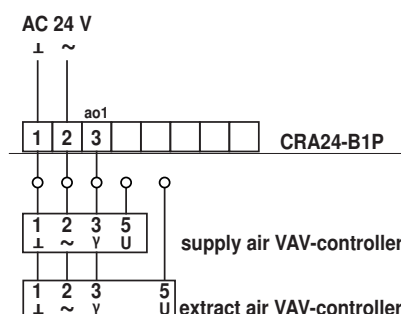 AC 24 V
⊥ ~
ao1
1 2 3 CRA24-B1P
1 2 3 5
⊥ ~ Y U supply air VAV-controller
1 2 3 5
⊥ ~ Y U extract air VAV-controller